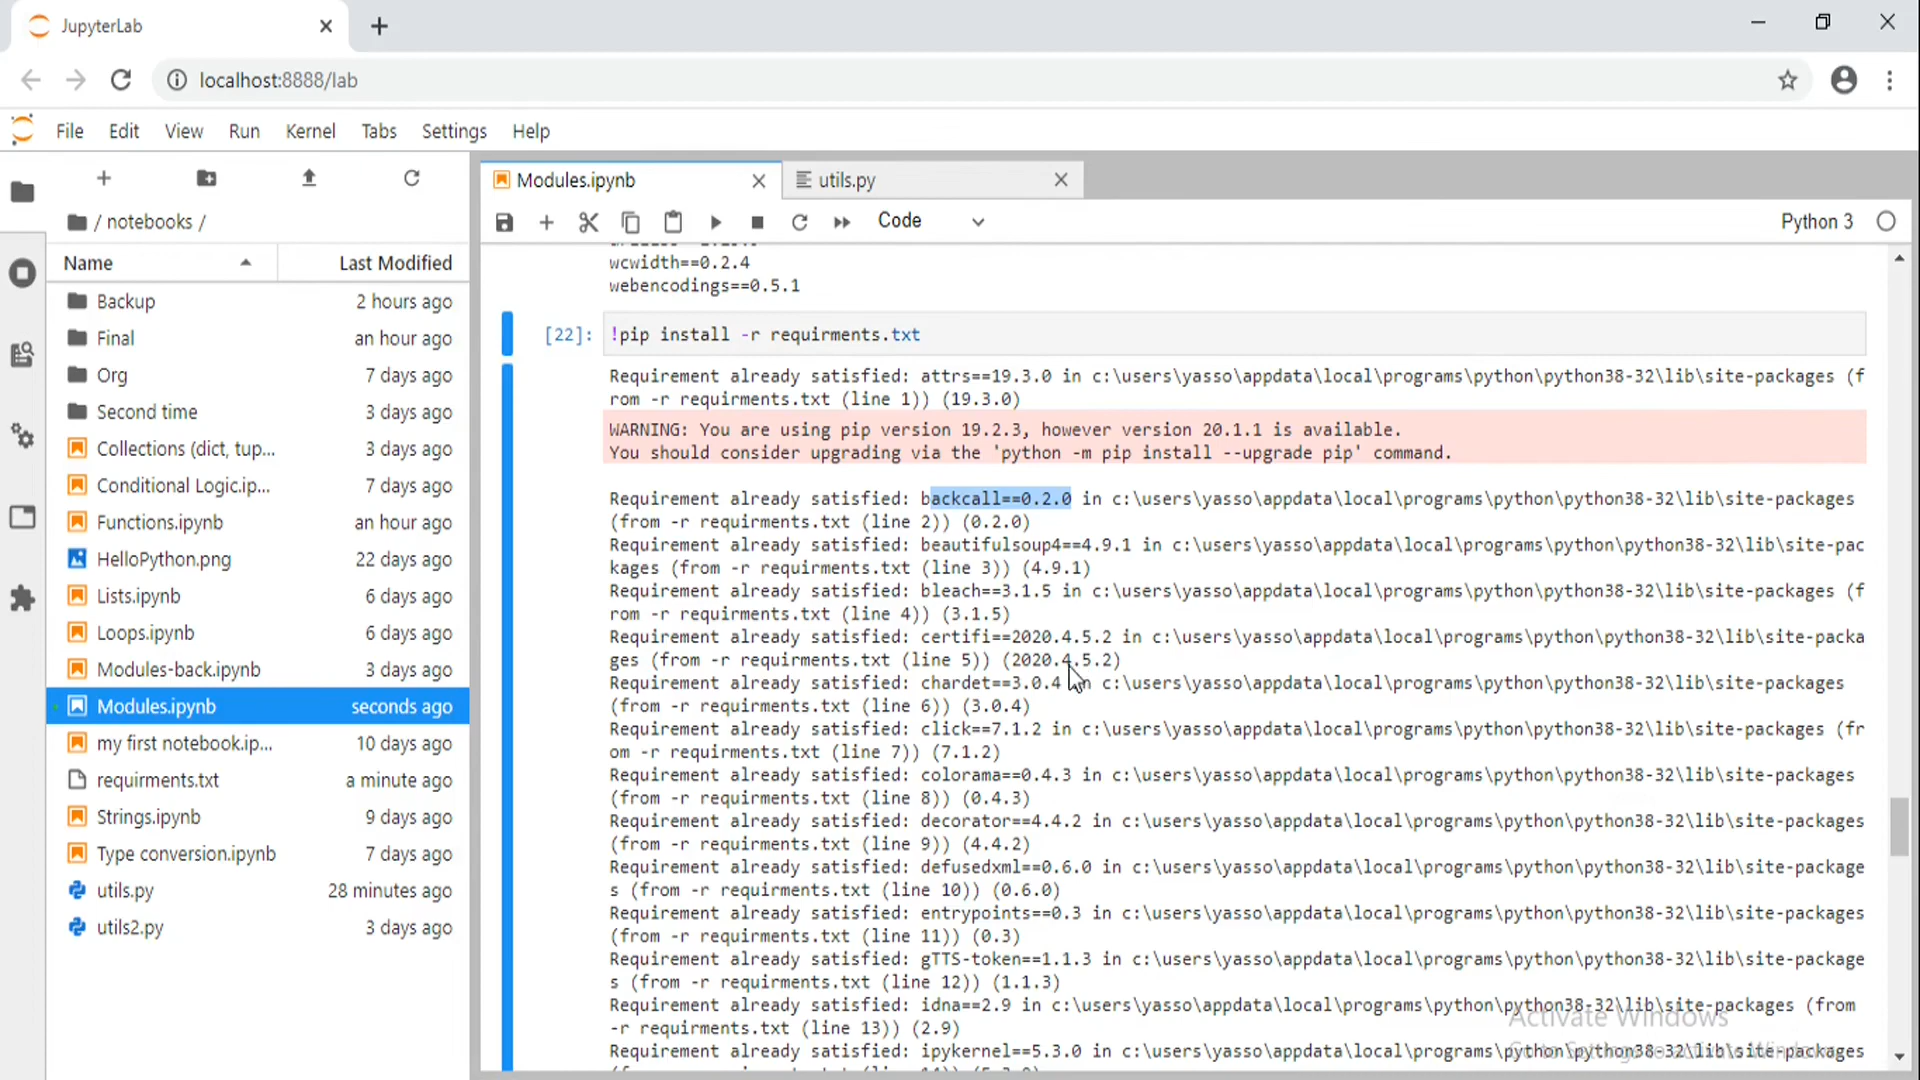 JupyterLab
localhost:8888/lab
File Edit View Run Kernel Tabs Settings Help
/ notebooks /
Name Last Modified
Backup 2 hours ago
Final an hour ago
Org 7 days ago
Second time 3 days ago
Collections (dict, tup... 3 days ago
Conditional Logic.ip... 7 days ago
Functions.ipynb an hour ago
HelloPython.png 22 days ago
Lists.ipynb 6 days ago
Loops.ipynb 6 days ago
Modules-back.ipynb 3 days ago
Modules.ipynb seconds ago
my first notebook.ip... 10 days ago
requirments.txt a minute ago
Strings.ipynb 9 days ago
Type conversion.ipynb 7 days ago
utils.py 28 minutes ago
utils2.py 3 days ago
Modules.ipynb utils.py
Code Python 3
wcwidth==0.2.4
webencodings==0.5.1
[22]: !pip install -r requirments.txt
Requirement already satisfied: attrs==19.3.0 in c:\users\yasso\appdata\local\programs\python\python38-32\lib\site-packages (f
rom -r requirments.txt (line 1)) (19.3.0)
WARNING: You are using pip version 19.2.3, however version 20.1.1 is available.
You should consider upgrading via the 'python -m pip install --upgrade pip' command.
Requirement already satisfied: backcall==0.2.0 in c:\users\yasso\appdata\local\programs\python\python38-32\lib\site-packages
(from -r requirments.txt (line 2)) (0.2.0)
Requirement already satisfied: beautifulsoup4==4.9.1 in c:\users\yasso\appdata\local\programs\python\python38-32\lib\site-pac
kages (from -r requirments.txt (line 3)) (4.9.1)
Requirement already satisfied: bleach==3.1.5 in c:\users\yasso\appdata\local\programs\python\python38-32\lib\site-packages (f
rom -r requirments.txt (line 4)) (3.1.5)
Requirement already satisfied: certifi==2020.4.5.2 in c:\users\yasso\appdata\local\programs\python\python38-32\lib\site-packa
ges (from -r requirments.txt (line 5)) (2020.4.5.2)
Requirement already satisfied: chardet==3.0.4 in c:\users\yasso\appdata\local\programs\python\python38-32\lib\site-packages
(from -r requirments.txt (line 6)) (3.0.4)
Requirement already satisfied: click==7.1.2 in c:\users\yasso\appdata\local\programs\python\python38-32\lib\site-packages (fr
om -r requirments.txt (line 7)) (7.1.2)
Requirement already satisfied: colorama==0.4.3 in c:\users\yasso\appdata\local\programs\python\python38-32\lib\site-packages
(from -r requirments.txt (line 8)) (0.4.3)
Requirement already satisfied: decorator==4.4.2 in c:\users\yasso\appdata\local\programs\python\python38-32\lib\site-packages
(from -r requirments.txt (line 9)) (4.4.2)
Requirement already satisfied: defusedxml==0.6.0 in c:\users\yasso\appdata\local\programs\python\python38-32\lib\site-package
s (from -r requirments.txt (line 10)) (0.6.0)
Requirement already satisfied: entrypoints==0.3 in c:\users\yasso\appdata\local\programs\python\python38-32\lib\site-packages
(from -r requirments.txt (line 11)) (0.3)
Requirement already satisfied: gTTS-token==1.1.3 in c:\users\yasso\appdata\local\programs\python\python38-32\lib\site-package
s (from -r requirments.txt (line 12)) (1.1.3)
Requirement already satisfied: idna==2.9 in c:\users\yasso\appdata\local\programs\python\python38-32\lib\site-packages (from
-r requirments.txt (line 13)) (2.9)
Requirement already satisfied: ipykernel==5.3.0 in c:\users\yasso\appdata\local\programs\python\python38-32\lib\site-packages
Activate Windows
Go to Settings to activate Windows.